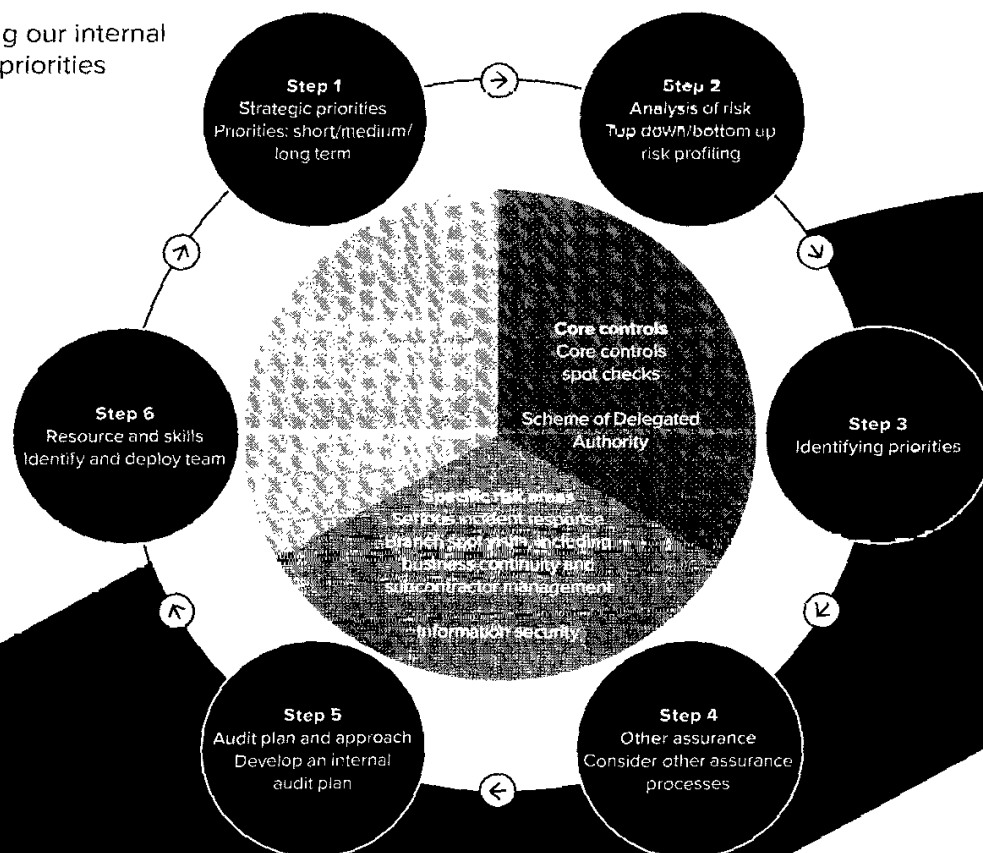 g our internal
priorities
Step 1
Strategic priorities
Priorities: short/medium/
long term
Step 2
Analysis of risk
Top down/bottom up
risk profiling
Core controls
Core controls
spot checks
Scheme of Delegated
Authority
Step 3
Identifying priorities
Step 6
Resource and skills
Identify and deploy team
Specific risk areas
Serious incident response
Branch spot including
business continuity and
subcontractor management
Information security
Step 5
Audit plan and approach
Develop an internal
audit plan
Step 4
Other assurance
Consider other assurance
processes